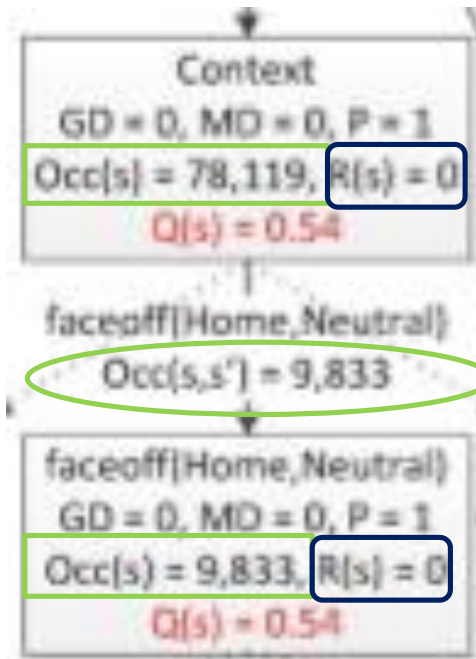 Context
GD = 0, MD = 0, P = 1
Occ(s) = 78,119, R(s) = 0
Q(s) = 0.54
faceoff(Home,Neutral)
Occ(s,s') = 9,833
faceoff(Home,Neutral)
GD = 0, MD = 0, P = 1
Occ(s) = 9,833, R(s) = 0
Q(s) = 0.54